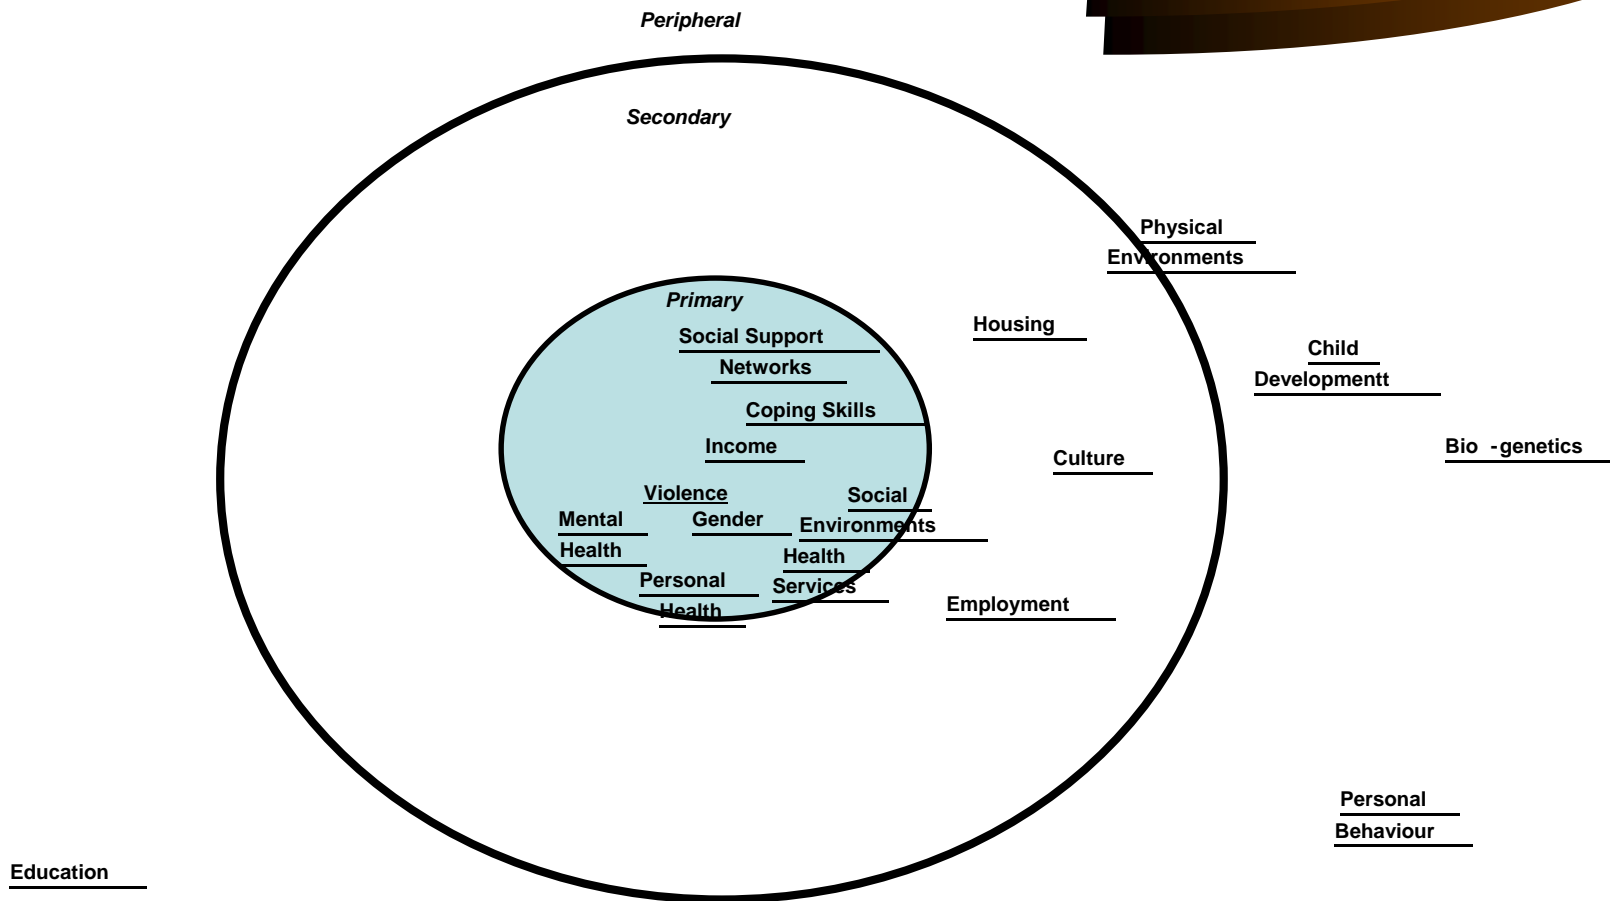 Peripheral
Secondary
Physical
Environments
Primary
Social Support
Networks
Housing
Child
Developmentt
Coping Skills
Income
Culture
Bio -genetics
Violence
Social
Mental
Gender
Environments
Health
Health
Personal
Services
Health
Employment
Personal
Behaviour
Education